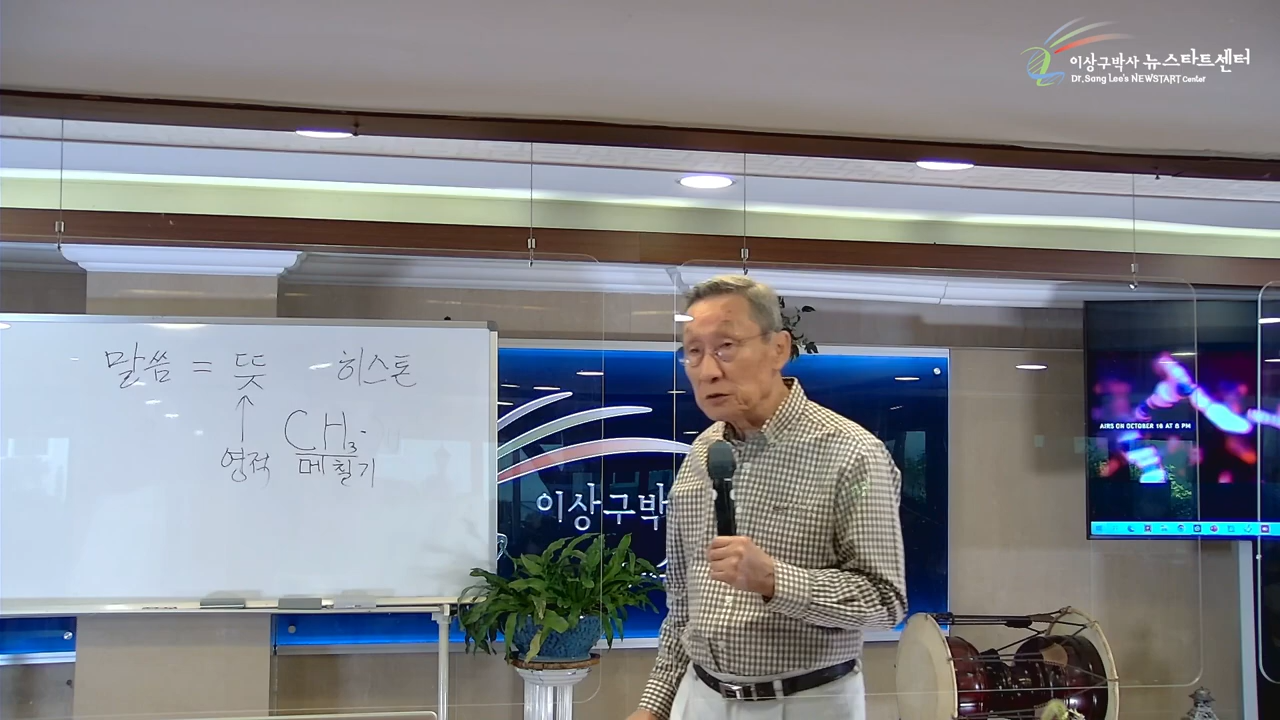 이상구박사 뉴스타트센터
Dr. Sang Lee's NEWSTART Center
말씀 = 뜻 히스톤
↑ CH₃-
영적 메칠기
이상구박
AIRS ON OCTOBER 16 AT 8 PM